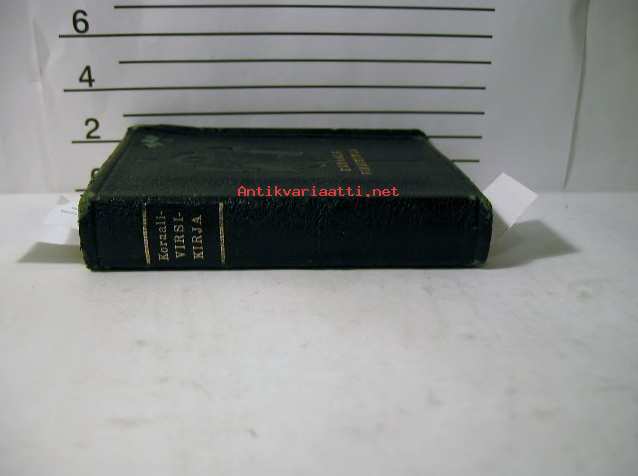 6
4
2
Antikvariaatti.net
Koraali-
VIRSI-
KIRJA